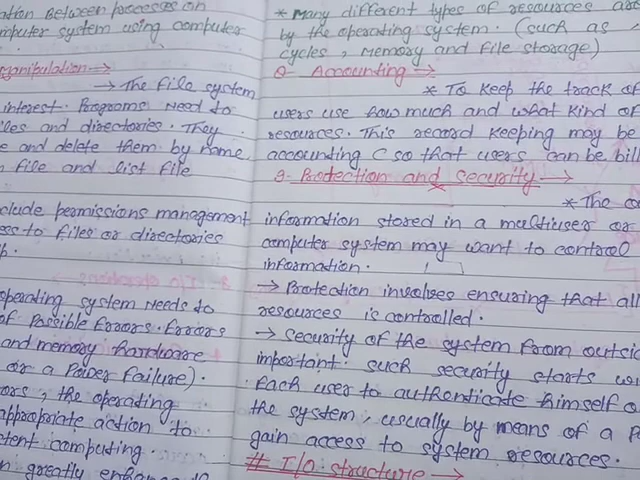 ation Between processes on
mputer system using computer
manipulation →
→ The file system
interest. Programs need to
les and directories. They
e and delete them by name,
n file and list file
clude permissions management
ess to files or directories
p.
operating system needs to
of Possible Errors. Errors
and memory hardware
or a Power failure).
ors, the operating
appropriate action to
stent computing.
n greatly enhance
* Many different types of resources are
by the operating system. (such as
cycles, Memory and file storage)
8- Accounting →
* To keep the track of
users use how much and what kind of
resources. This record keeping may be
accounting (so that users can be bill
9- Protection and security →
* The o
information stored in a multiuser or
computer system may want to control
information.
→ Protection involves ensuring that all
resources is controlled.
→ Security of the system from outsid
important. such security starts w
Each user to authenticate himself o
the system, usually by means of a P
gain access to system resources.
# I/O structure →